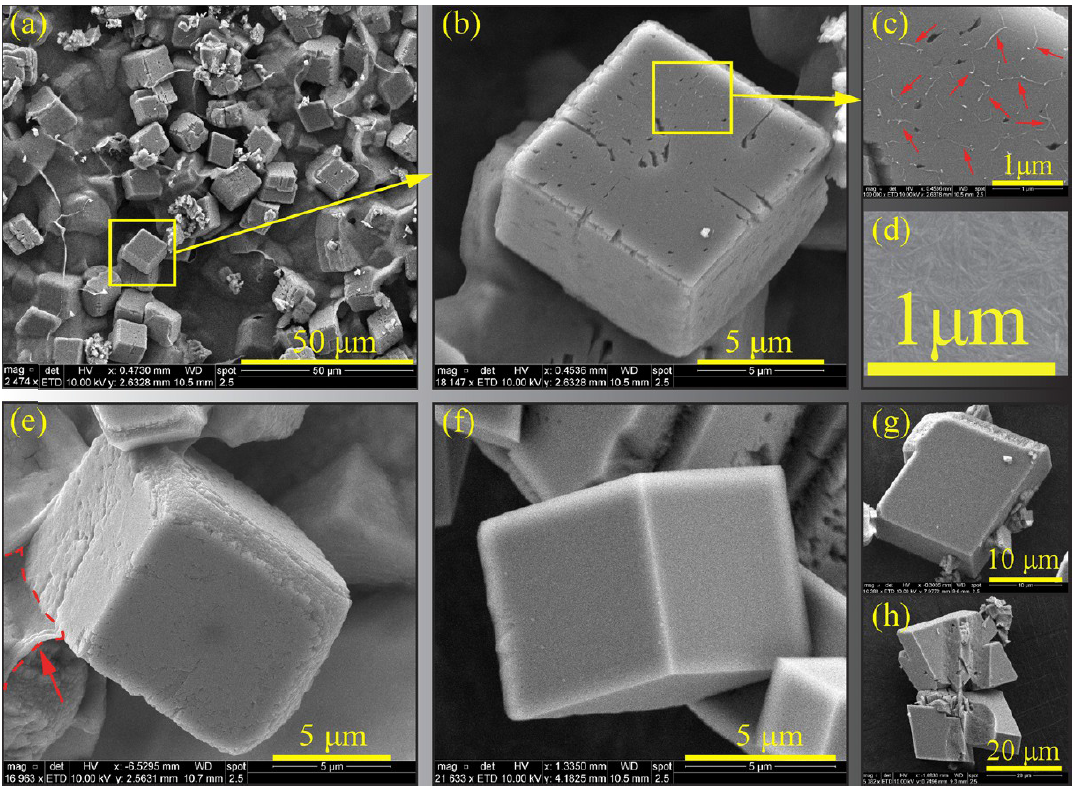 (a)
50 μm
mag □ det HV x: 0.4730 mm WD spot
2 474 x ETD 10.00 kV y: 2.6328 mm 10.5 mm 2.5
50 μm
(b)
5 μm
mag □ det HV x: 0.4536 mm WD spot
18 147 x ETD 10.00 kV y: 2.6328 mm 10.5 mm 2.5
5 μm
(c)
1μm
(d)
1μm
(e)
5 μm
mag □ det HV x: -6.5295 mm WD spot
16 963 x ETD 10.00 kV y: 2.5631 mm 10.7 mm 2.5
5 μm
(f)
5 μm
mag □ det HV x: 1.3350 mm WD spot
21 633 x ETD 10.00 kV y: 4.1825 mm 10.5 mm 2.5
5 μm
(g)
10 μm
(h)
20 μm